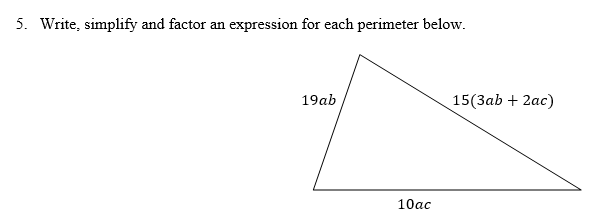 5. Write, simplify and factor an expression for each perimeter below.
19ab
15(3ab + 2ac)
10ac